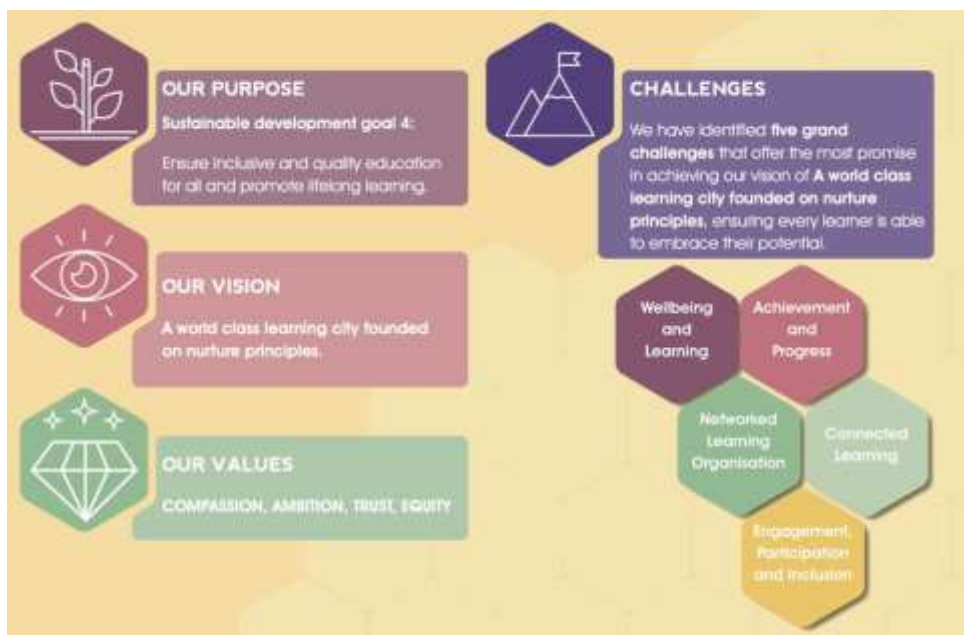 OUR PURPOSE
Sustainable development goal 4:
Ensure inclusive and quality education
for all and promote lifelong learning.
OUR VISION
A world class learning city founded
on nurture principles.
OUR VALUES
COMPASSION, AMBITION, TRUST, EQUITY
CHALLENGES
We have identified five grand
challenges that offer the most promise
in achieving our vision of A world class
learning city founded on nurture
principles, ensuring every learner is able
to embrace their potential.
Wellbeing
and
Learning
Achievement
and
Progress
Networked
Learning
Organisation
Connected
Learning
Engagement,
Participation
and Inclusion